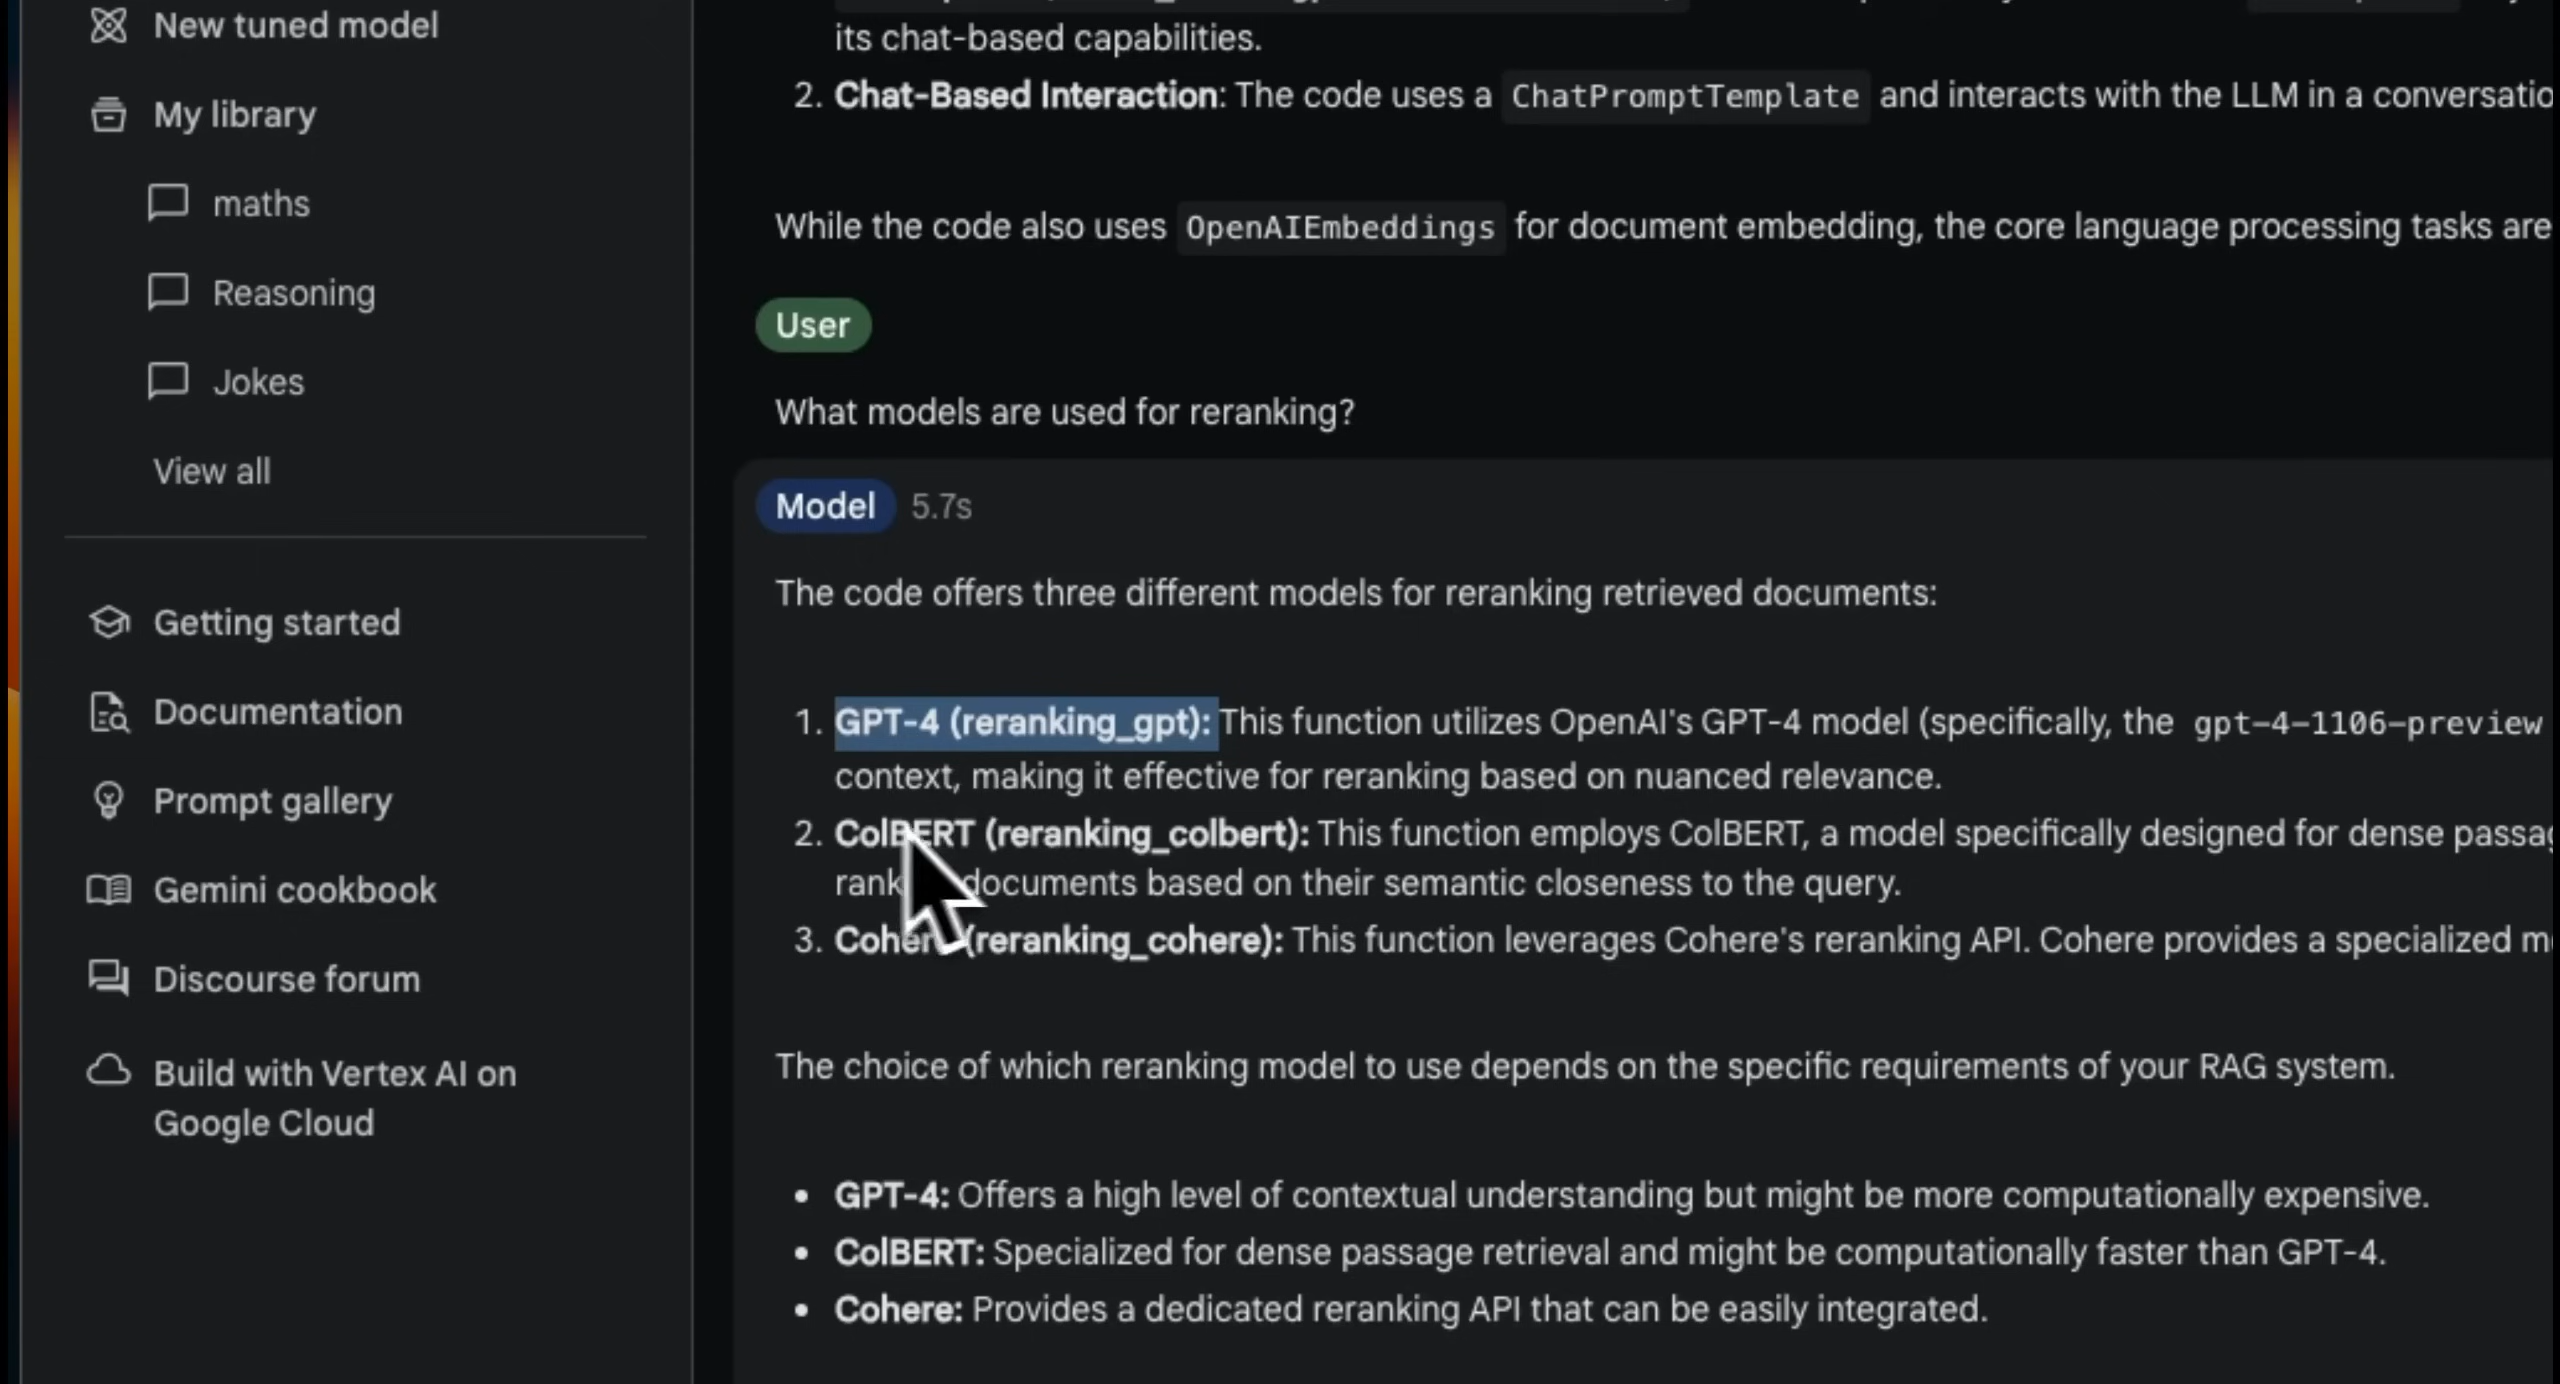 New tuned model
My library
maths
Reasoning
Jokes
View all
Getting started
Documentation
Prompt gallery
Gemini cookbook
Discourse forum
Build with Vertex AI on
Google Cloud
its chat-based capabilities.
2. Chat-Based Interaction: The code uses a ChatPromptTemplate and interacts with the LLM in a
While the code also uses OpenAIEmbeddings for document embedding, the core language processing tasks are
User
What models are used for reranking?
Model 5.7s
The code offers three different models for reranking retrieved documents:
1. GPT-4 (reranking_gpt): This function utilizes OpenAI's GPT-4 model (specifically, the gpt-4-1106-preview
context, making it effective for reranking based on nuanced relevance.
2. ColBERT (reranking_colbert): This function employs ColBERT, a model specifically designed for dense
documents based on their semantic closeness to the query.
3. Cohere (reranking_cohere): This function leverages Cohere's reranking API. Cohere provides a specialized
The choice of which reranking model to use depends on the specific requirements of your RAG system.
• GPT-4: Offers a high level of contextual understanding but might be more computationally expensive.
• ColBERT: Specialized for dense passage retrieval and might be computationally faster than GPT-4.
• Cohere: Provides a dedicated reranking API that can be easily integrated.